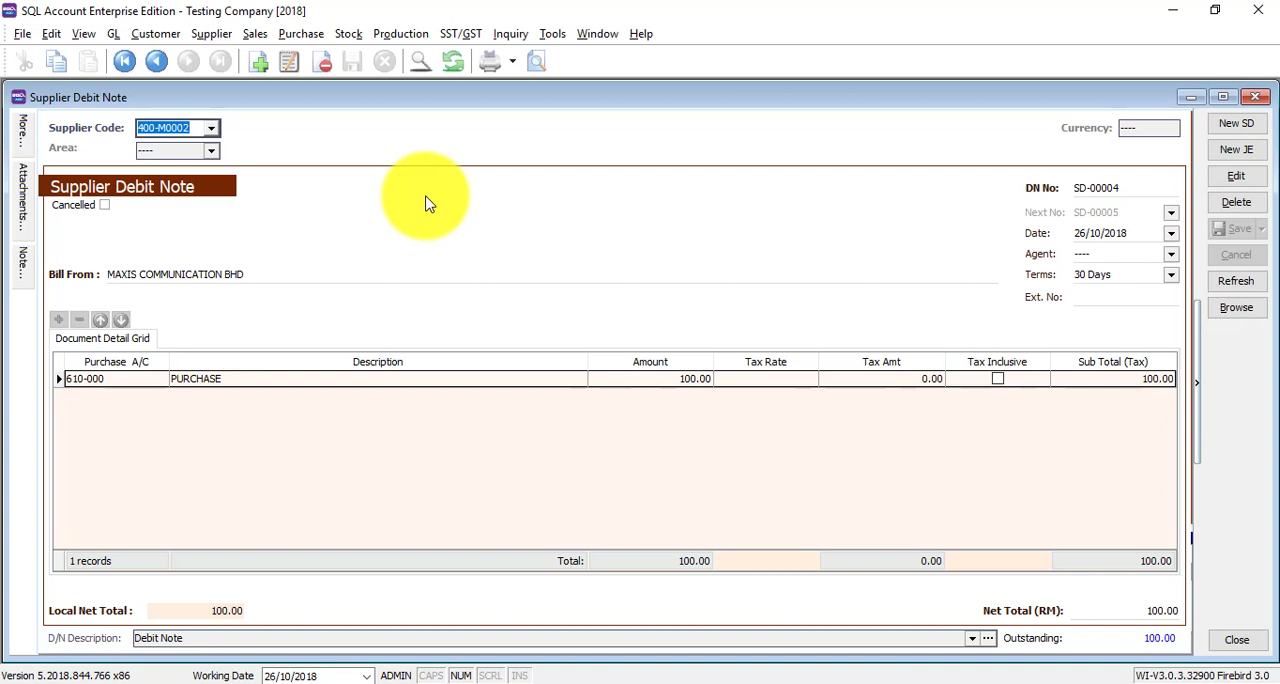 SQL Account Enterprise Edition - Testing Company [2018]
File Edit View GL Customer Supplier Sales Purchase Stock Production SST/GST Inquiry Tools Window Help
Supplier Debit Note
More...
Attachments...
Note...
Supplier Code: 400-M0002
Currency: ----
Area: ----
Supplier Debit Note
Cancelled
DN No: SD-00004
Next No: SD-00005
Date: 26/10/2018
Agent: ----
Terms: 30 Days
Ext. No:
Bill From : MAXIS COMMUNICATION BHD
Document Detail Grid
Purchase A/C Description Amount Tax Rate Tax Amt Tax Inclusive Sub Total (Tax)
610-000 PURCHASE 100.00 0.00 100.00
1 records Total: 100.00 0.00 100.00
Local Net Total : 100.00
Net Total (RM): 100.00
D/N Description: Debit Note
Outstanding: 100.00
New SD
New JE
Edit
Delete
Save
Cancel
Refresh
Browse
Close
Version 5.2018.844.766 x86 Working Date 26/10/2018 ADMIN CAPS NUM SCRL INS WI-V3.0.3.32900 Firebird 3.0